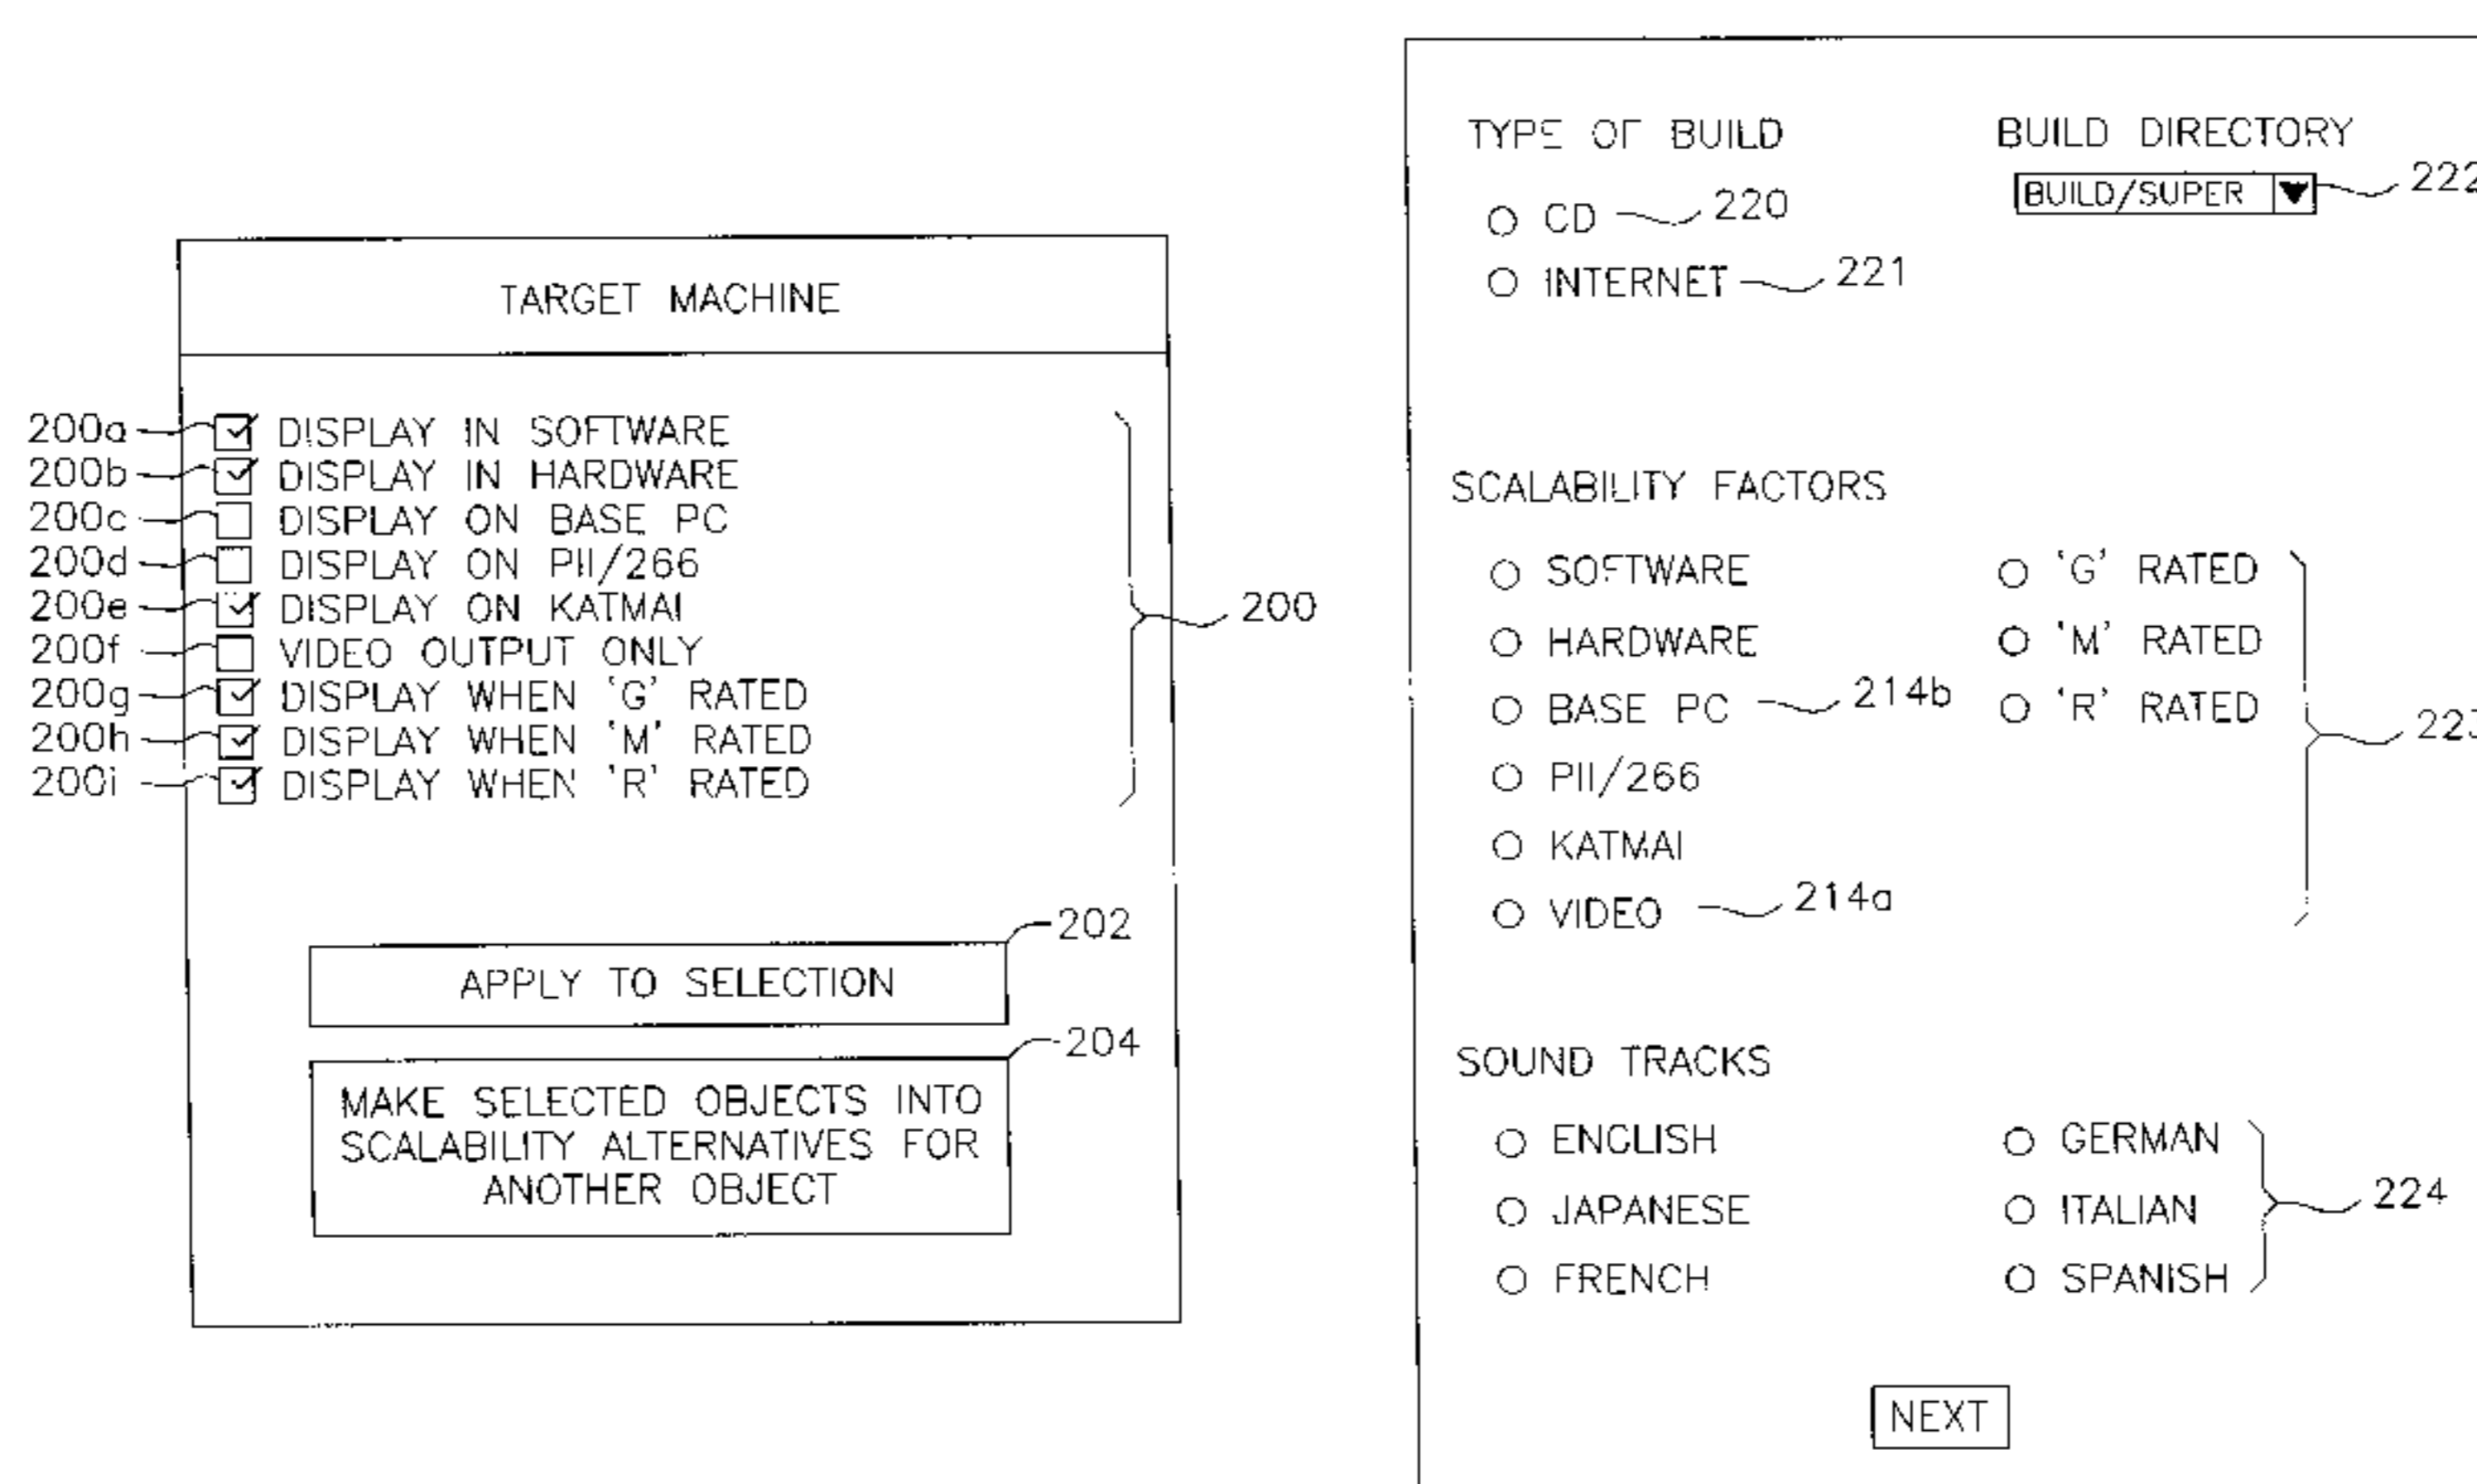 TARGET MACHINE
200a DISPLAY IN SOFTWARE
200b DISPLAY IN HARDWARE
200c DISPLAY ON BASE PC
200d DISPLAY ON PII/266
200e DISPLAY ON KATMAI
200f VIDEO OUTPUT ONLY
200g DISPLAY WHEN 'G' RATED
200h DISPLAY WHEN 'M' RATED
200i DISPLAY WHEN 'R' RATED
200
202
APPLY TO SELECTION
204
MAKE SELECTED OBJECTS INTO
SCALABILITY ALTERNATIVES FOR
ANOTHER OBJECT
TYPE OF BUILD
CD 220
INTERNET 221
BUILD DIRECTORY
BUILD/SUPER 222
SCALABILITY FACTORS
SOFTWARE 'G' RATED
HARDWARE 'M' RATED
BASE PC 214b 'R' RATED
223
PII/266
KATMAI
VIDEO 214a
SOUND TRACKS
ENGLISH GERMAN
JAPANESE ITALIAN 224
FRENCH SPANISH
NEXT